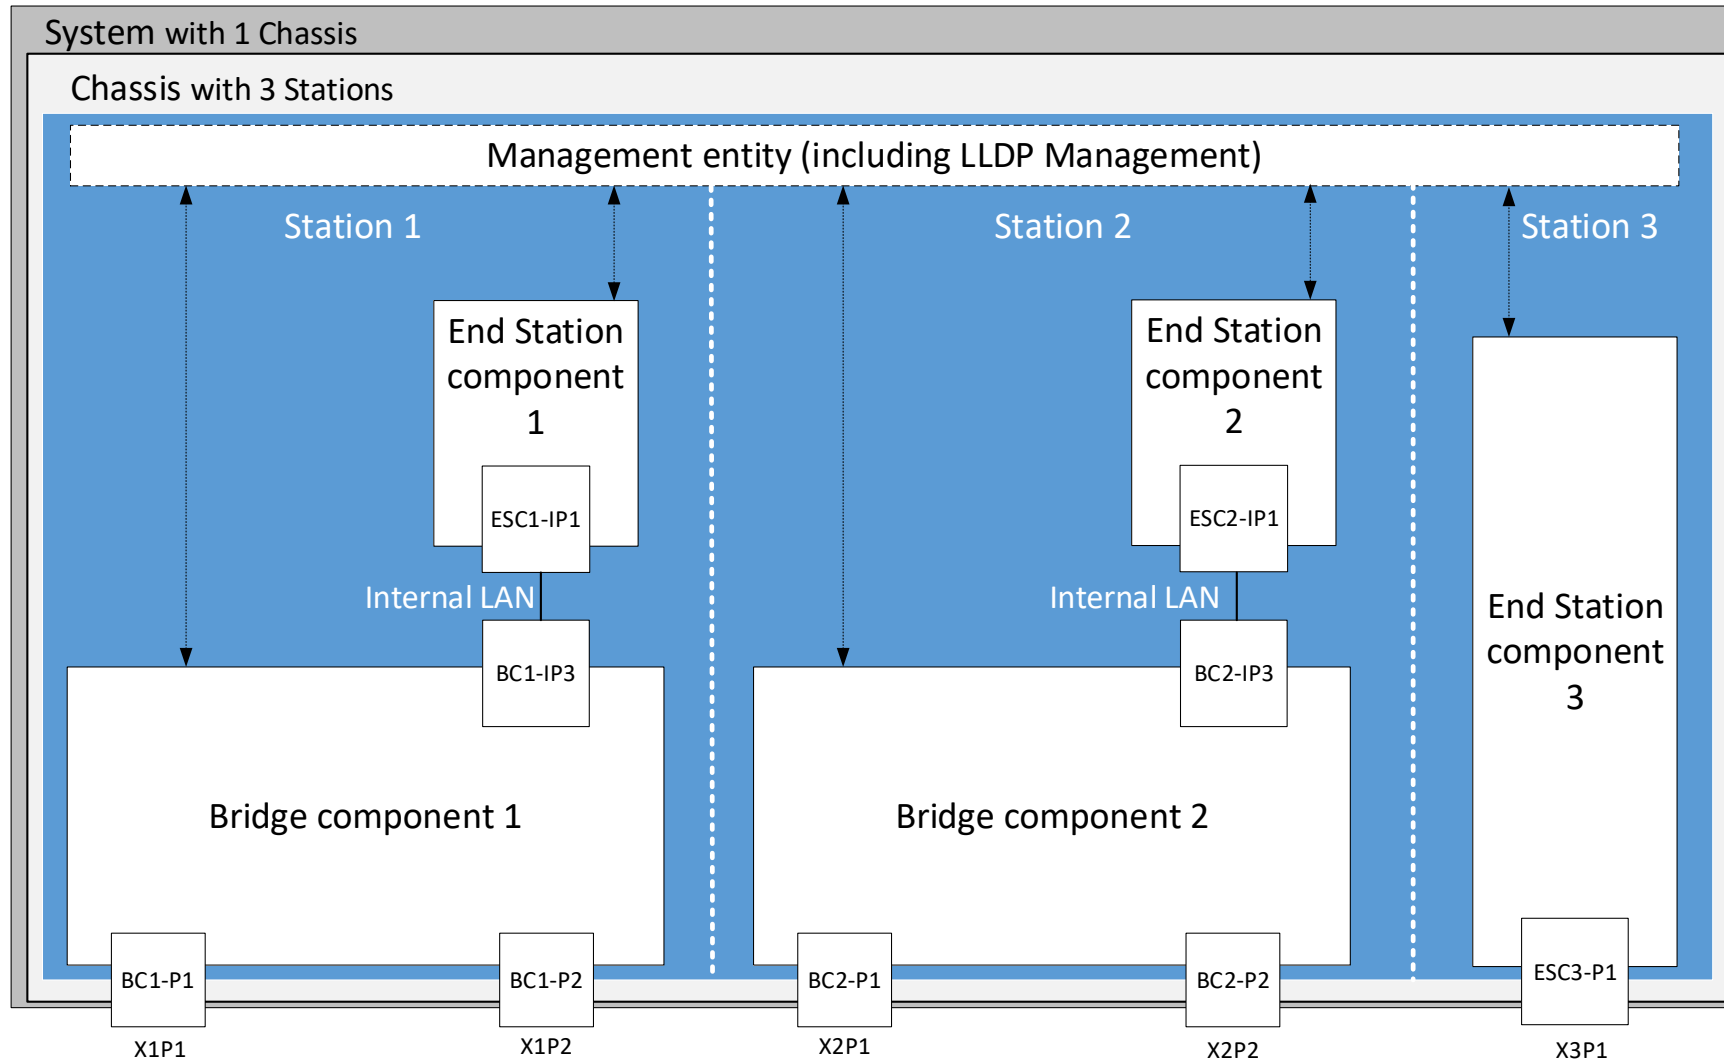 System with 1 Chassis
Chassis with 3 Stations
Management entity (including LLDP Management)
Station 1
Station 2
Station 3
End Station
component
1
End Station
component
2
ESC1-IP1
ESC2-IP1
Internal LAN
Internal LAN
End Station
component
3
BC1-IP3
BC2-IP3
Bridge component 1
Bridge component 2
BC1-P1
BC1-P2
BC2-P1
BC2-P2
ESC3-P1
X1P1
X1P2
X2P1
X2P2
X3P1